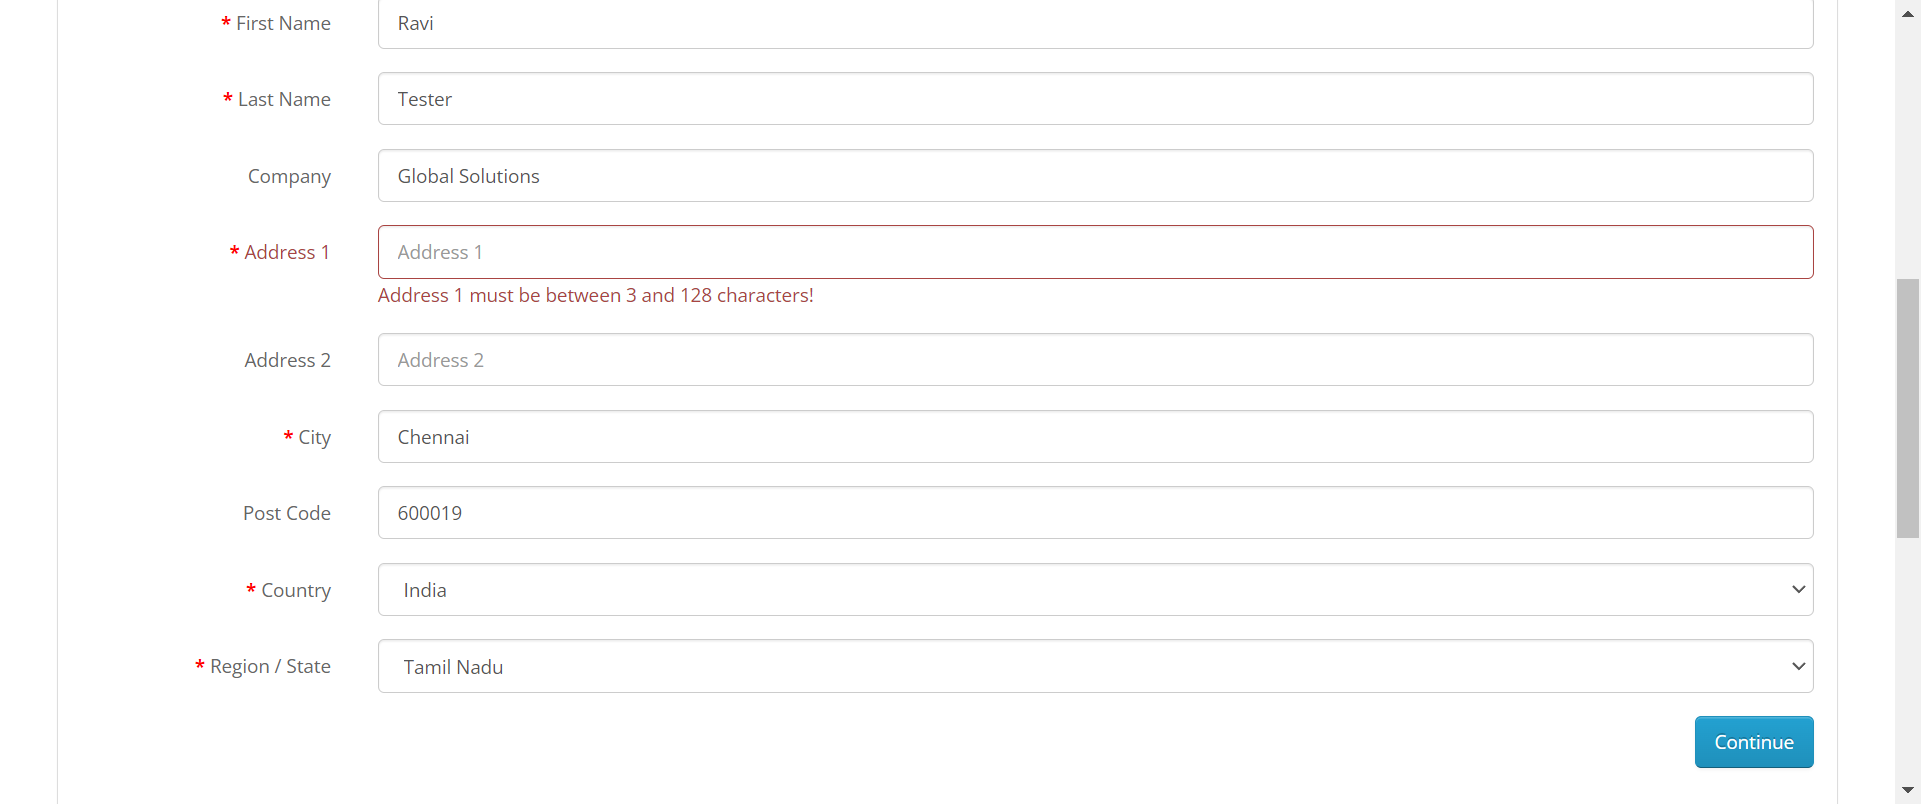 * First Name
Ravi
* Last Name
Tester
Company
Global Solutions
* Address 1
Address 1
Address 1 must be between 3 and 128 characters!
Address 2
Address 2
* City
Chennai
Post Code
600019
* Country
India
* Region / State
Tamil Nadu
Continue